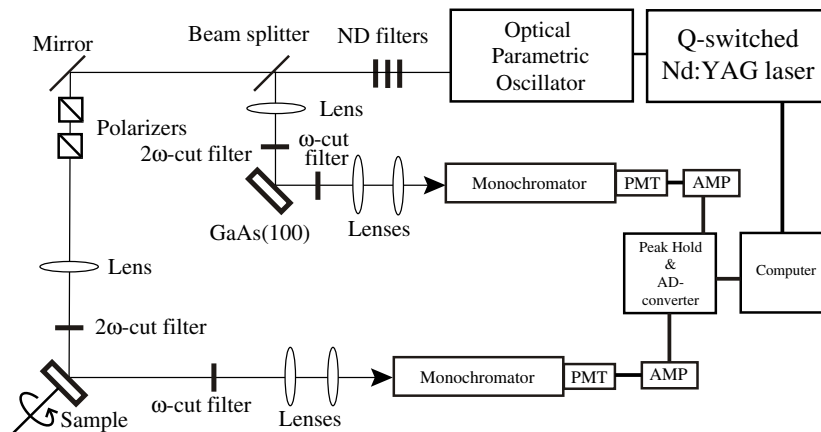 Mirror
Beam splitter
ND filters
Optical
Parametric
Oscillator
Q-switched
Nd:YAG laser
Polarizers
Lens
2ω-cut filter
ω-cut
filter
GaAs(100)
Lenses
Monochromator
PMT
AMP
Peak Hold
&
AD-
converter
Computer
Lens
2ω-cut filter
Sample
ω-cut filter
Lenses
Monochromator
PMT
AMP